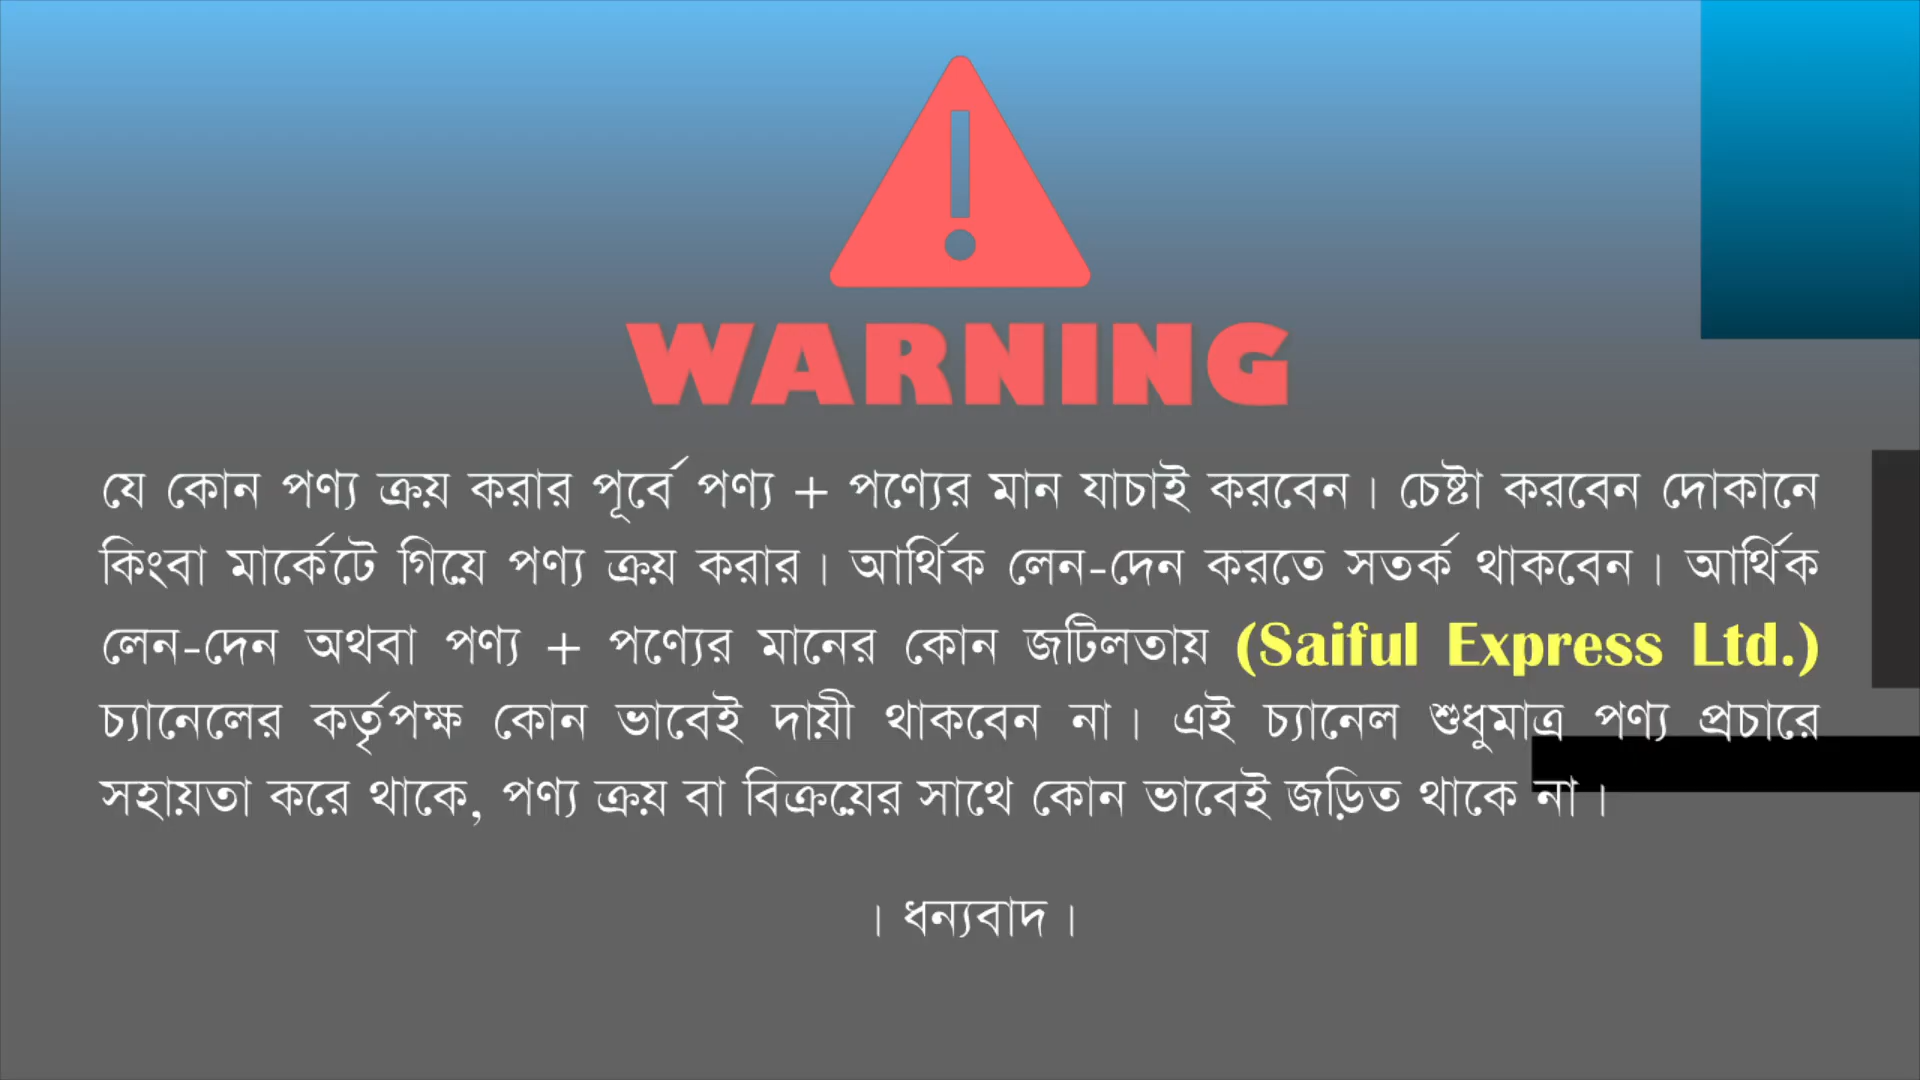 WARNING
যে কোন পণ্য ক্রয় করার পূর্বে পণ্য + পণ্যের মান যাচাই করবেন। চেষ্টা করবেন দোকানে
কিংবা মার্কেটে গিয়ে পণ্য ক্রয় করার। আর্থিক লেন-দেন করতে সতর্ক থাকবেন। আর্থিক
লেন-দেন অথবা পণ্য + পণ্যের মানের কোন জটিলতায় (Saiful Express Ltd.)
চ্যানেলের কর্তৃপক্ষ কোন ভাবেই দায়ী থাকবেন না। এই চ্যানেল শুধুমাত্র পণ্য প্রচারে
সহায়তা করে থাকে, পণ্য ক্রয় বা বিক্রয়ের সাথে কোন ভাবেই জড়িত থাকে না।
। ধন্যবাদ।